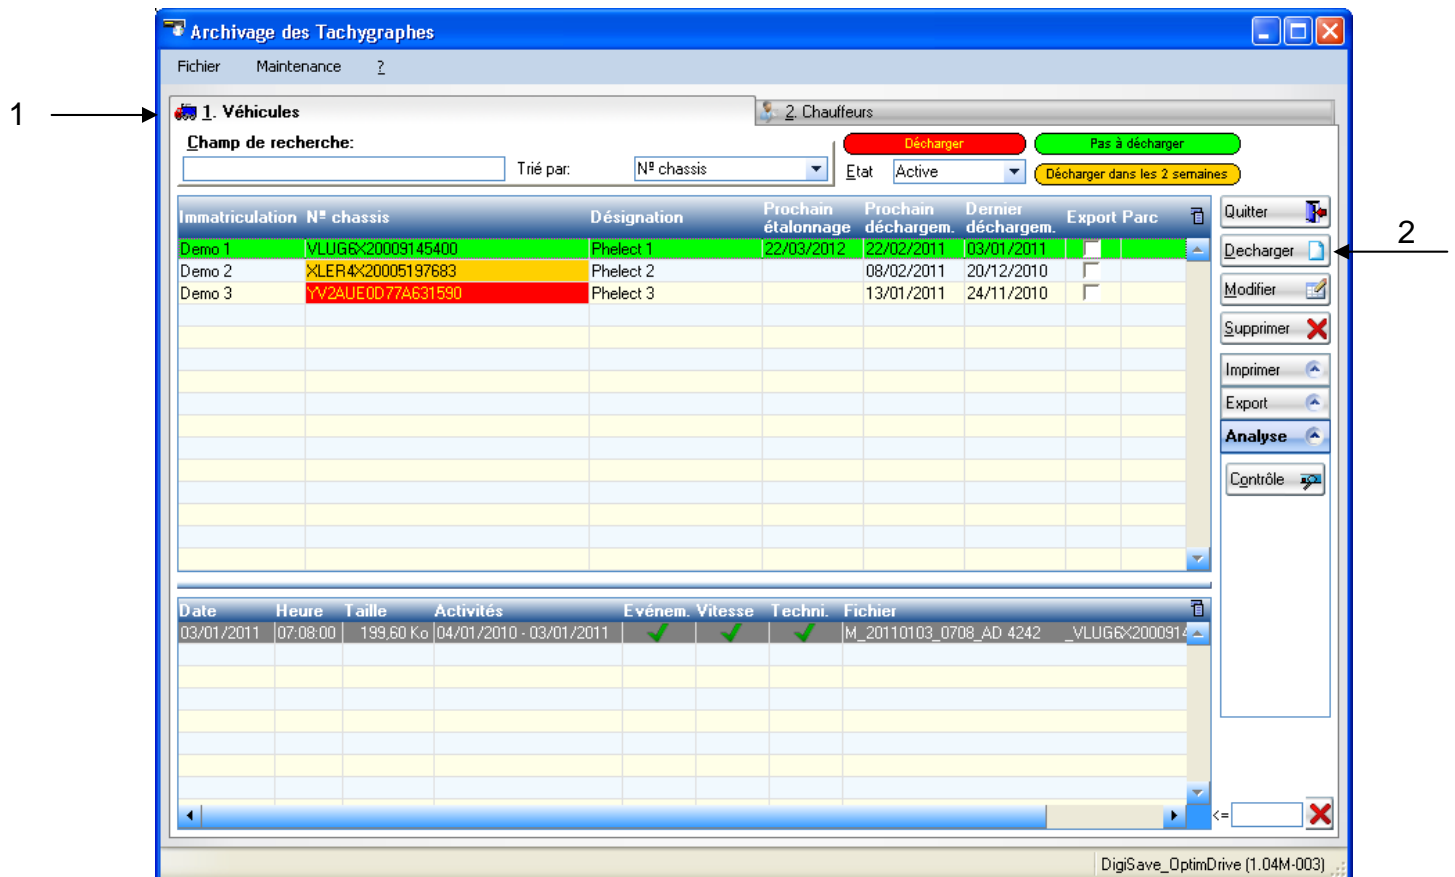 Archivage des Tachygraphes
Fichier Maintenance ?
1
1. Véhicules 2. Chauffeurs
Champ de recherche:
Décharger Pas à décharger
Trié par: Nº chassis Etat Active Décharger dans les 2 semaines
Immatriculation Nº chassis Désignation Prochain étalonnage Prochain déchargem. Dernier déchargem. Export Parc
Demo 1 VLUG6X20009145400 Phelect 1 22/03/2012 22/02/2011 03/01/2011
Demo 2 XLER4X20005197683 Phelect 2 08/02/2011 20/12/2010
Demo 3 YV2AUE0D77A631590 Phelect 3 13/01/2011 24/11/2010
Quitter
Decharger
2
Modifier
Supprimer
Imprimer
Export
Analyse
Contrôle
Date Heure Taille Activités Evénem. Vitesse Techni. Fichier
03/01/2011 07:08:00 199,60 Ko 04/01/2010 - 03/01/2011 M_20110103_0708_AD 4242 _VLUG6X2000914
<=
DigiSave_OptimDrive (1.04M-003)